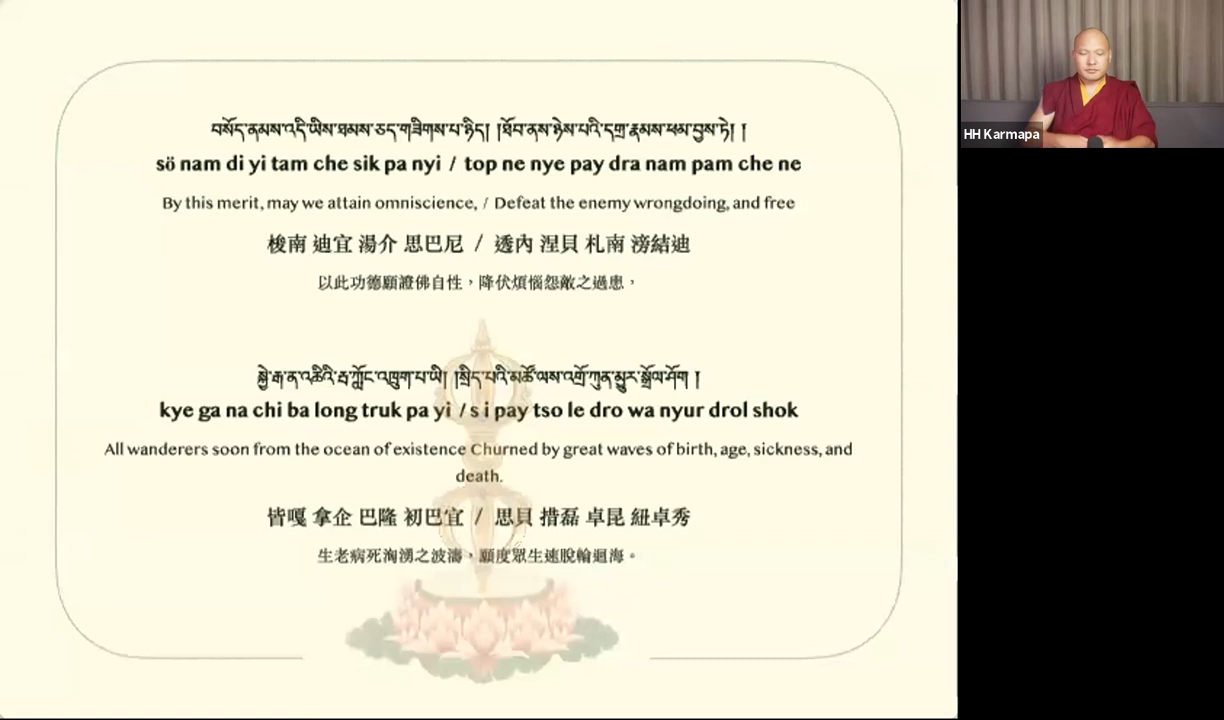 བསོད་ནམས་འདི་ཡིས་ཐམས་ཅད་གཟིགས་པ་ཉིད། །ཐོབ་ནས་ཉེས་པའི་དགྲ་རྣམས་ཕམ་བྱས་ཏེ། །
sö nam di yi tam che sik pa nyi / top ne nye pay dra nam pam che ne
By this merit, may we attain omniscience, / Defeat the enemy wrongdoing, and free
梭南 迪宜 湯介 思巴尼 / 透內 涅貝 札南 滂結迪
以此功德願證佛自性，降伏煩惱怨敵之過患，
སྐྱེ་རྒ་ན་འཆིའི་རྦ་ཀློང་འཁྲུག་པ་ཡི། །སྲིད་པའི་མཚོ་ལས་འགྲོ་ཀུན་མྱུར་སྒྲོལ་ཤོག །
kye ga na chi ba long truk pa yi / s i pay tso le dro wa nyur drol shok
All wanderers soon from the ocean of existence Churned by great waves of birth, age, sickness, and
death.
皆嘎 拿企 巴隆 初巴宜 / 思貝 措磊 卓昆 紐卓秀
生老病死洶湧之波濤，願度眾生速脫輪迴海。
HH Karmapa